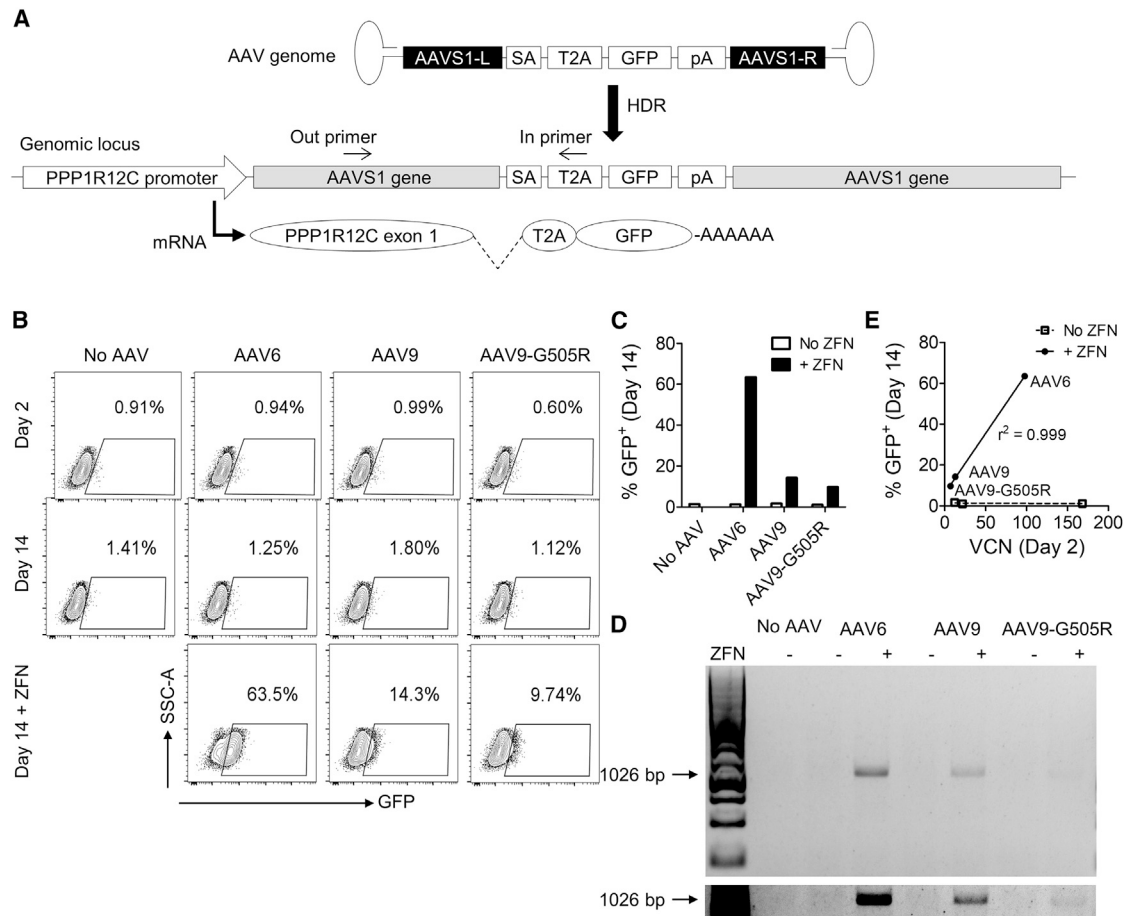 A
AAV genome
AAVS1-L SA T2A GFP pA AAVS1-R
HDR
Genomic locus
Out primer In primer
PPP1R12C promoter AAVS1 gene SA T2A GFP pA AAVS1 gene
mRNA PPP1R12C exon 1 T2A GFP -AAAAAA
B
No AAV AAV6 AAV9 AAV9-G505R
Day 2
0.91% 0.94% 0.99% 0.60%
Day 14
1.41% 1.25% 1.80% 1.12%
Day 14 + ZFN
63.5% 14.3% 9.74%
SSC-A
GFP
C
No ZFN
+ ZFN
% GFP+ (Day 14)
80
60
40
20
0
No AAV AAV6 AAV9 AAV9-G505R
E
No ZFN
+ ZFN
% GFP+ (Day 14)
80
60
40
20
0
AAV6
r2 = 0.999
AAV9
AAV9-G505R
0 50 100 150 200
VCN (Day 2)
D
No AAV AAV6 AAV9 AAV9-G505R
ZFN - - + - + - +
1026 bp
1026 bp